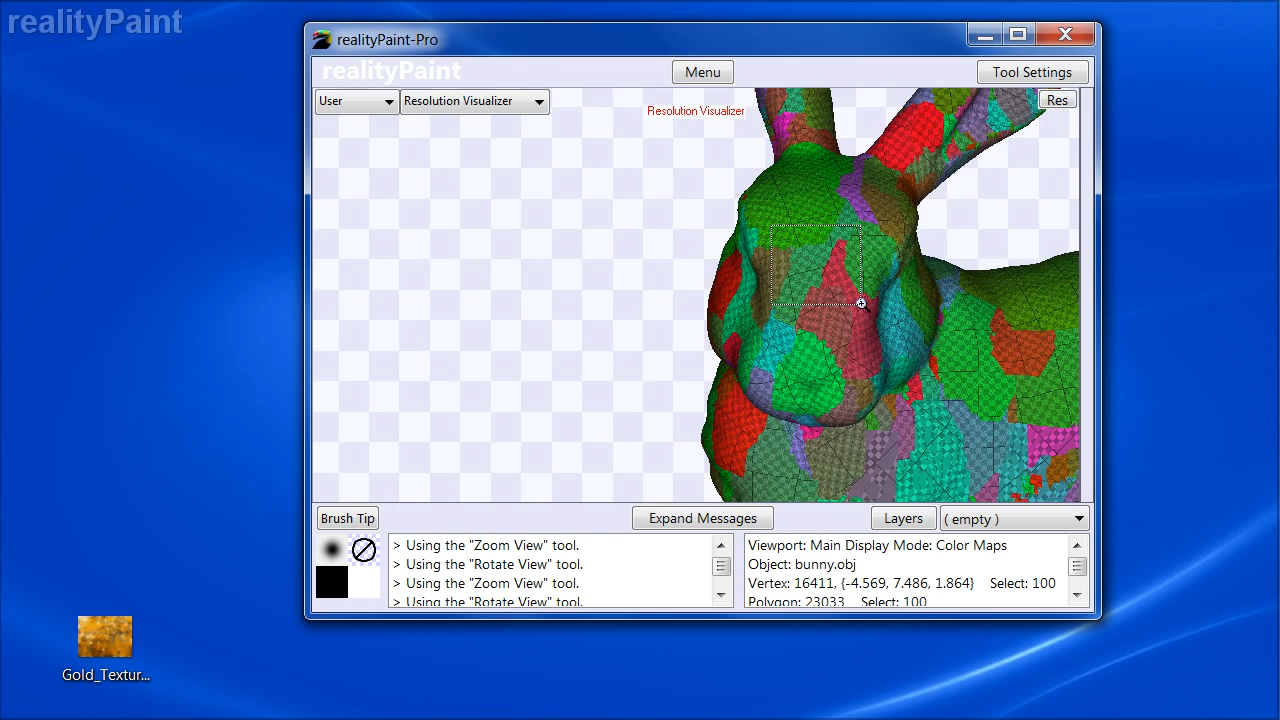 realityPaint
realityPaint-Pro
realityPaint
Menu
Tool Settings
User
Resolution Visualizer
Resolution Visualizer
Res
Brush Tip
Expand Messages
Layers
( empty )
> Using the "Zoom View" tool.
> Using the "Rotate View" tool.
> Using the "Zoom View" tool.
> Using the "Rotate View" tool.
Viewport: Main Display Mode: Color Maps
Object: bunny.obj
Vertex: 16411, {-4.569, 7.486, 1.864} Select: 100
Polygon: 23033 Select: 100
Gold_Textur...